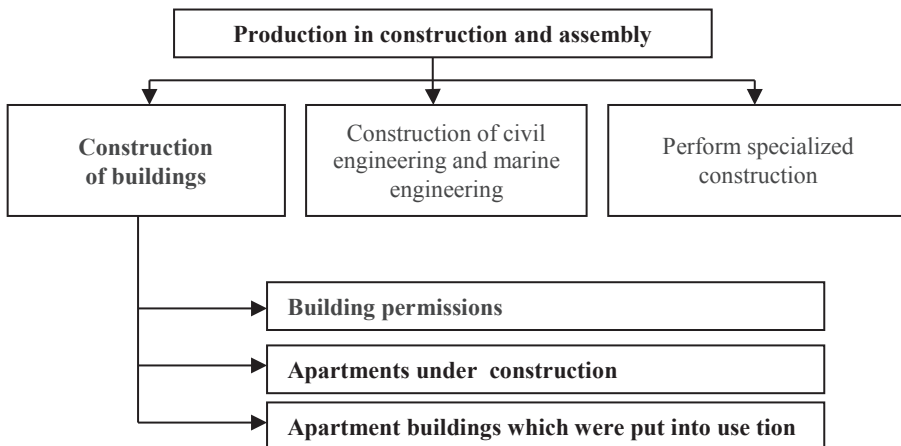 Production in construction and assembly
Construction
of buildings
Construction of civil
engineering and marine
engineering
Perform specialized
construction
Building permissions
Apartments under construction
Apartment buildings which were put into use tion